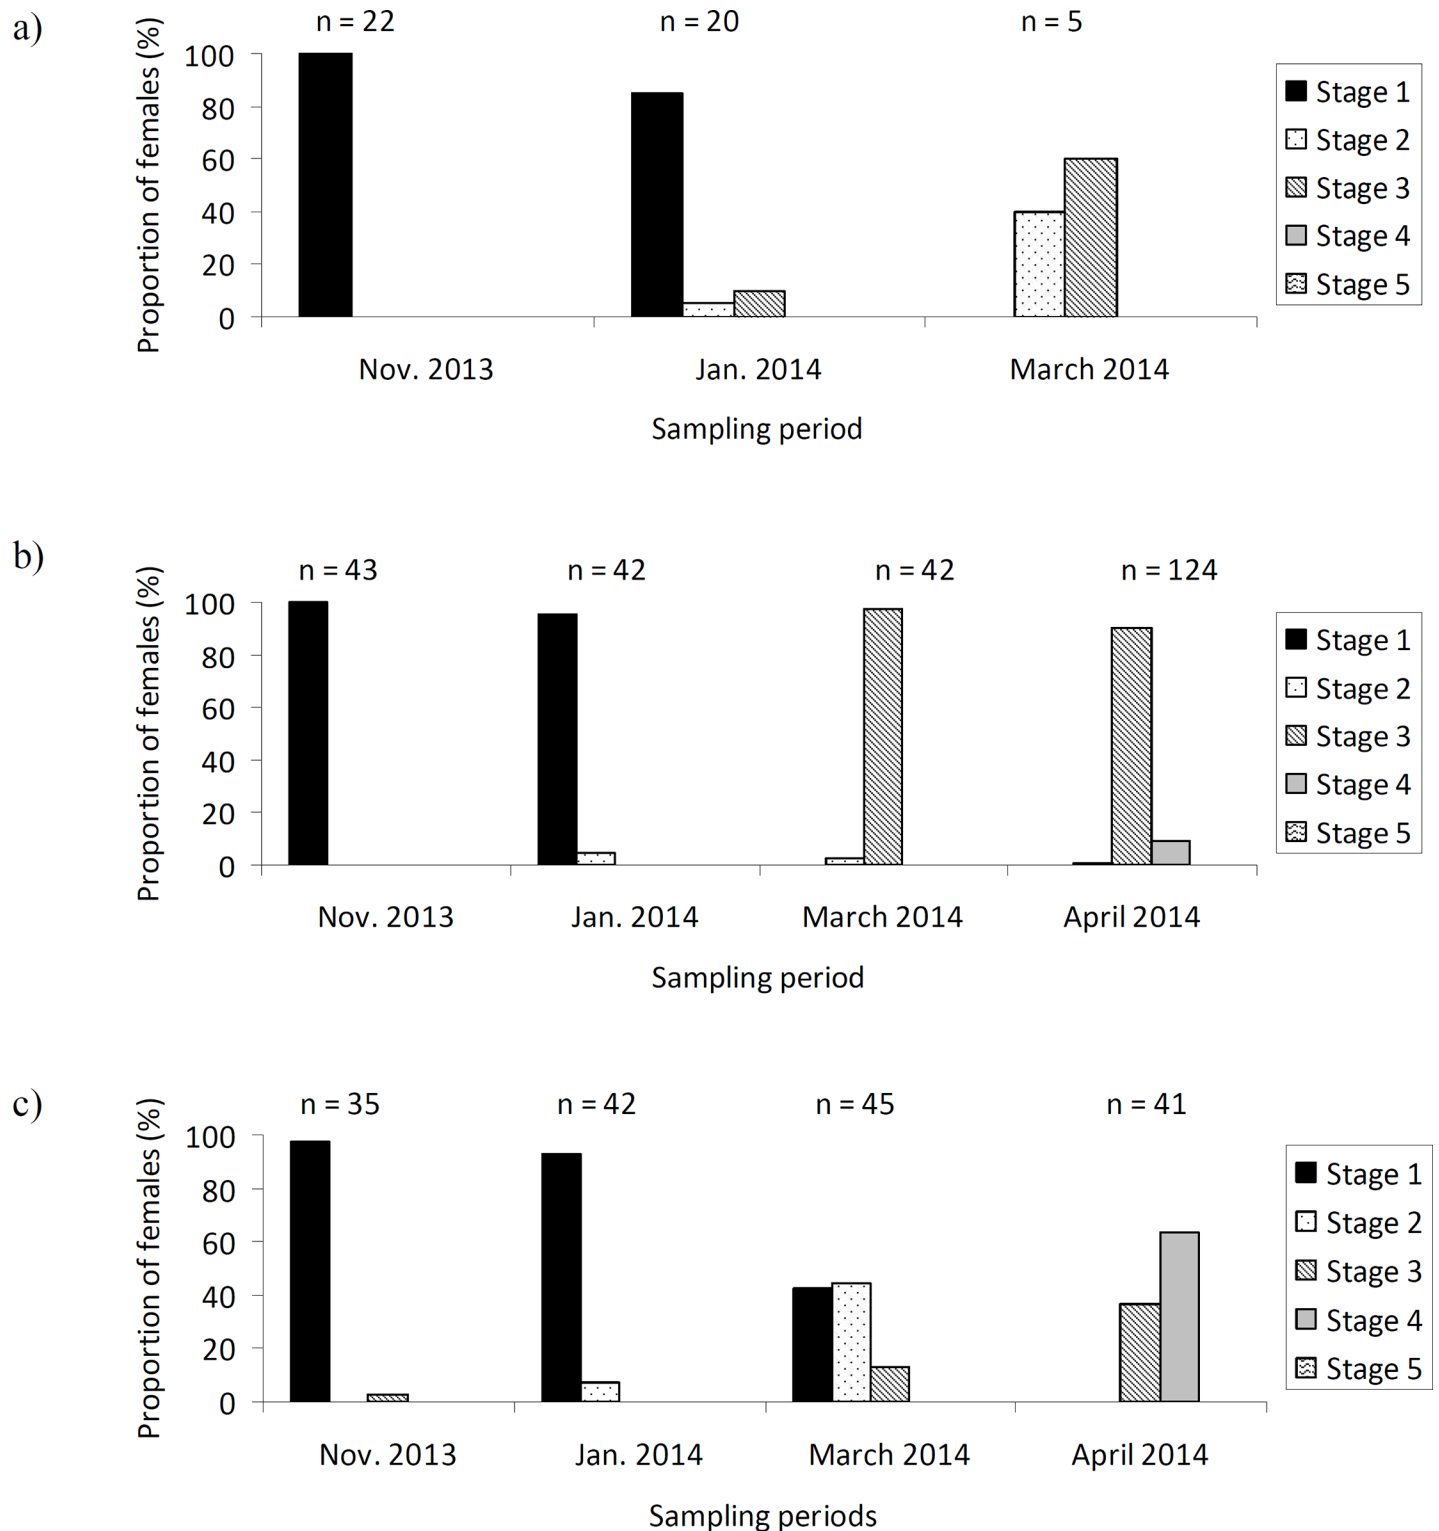 a)
n = 22 n = 20 n = 5
Proportion of females (%)
100
80
60
40
20
0
Nov. 2013 Jan. 2014 March 2014
Sampling period
Stage 1
Stage 2
Stage 3
Stage 4
Stage 5
b)
n = 43 n = 42 n = 42 n = 124
Proportion of females (%)
100
80
60
40
20
0
Nov. 2013 Jan. 2014 March 2014 April 2014
Sampling period
Stage 1
Stage 2
Stage 3
Stage 4
Stage 5
c)
n = 35 n = 42 n = 45 n = 41
Proportion of females (%)
100
80
60
40
20
0
Nov. 2013 Jan. 2014 March 2014 April 2014
Sampling periods
Stage 1
Stage 2
Stage 3
Stage 4
Stage 5